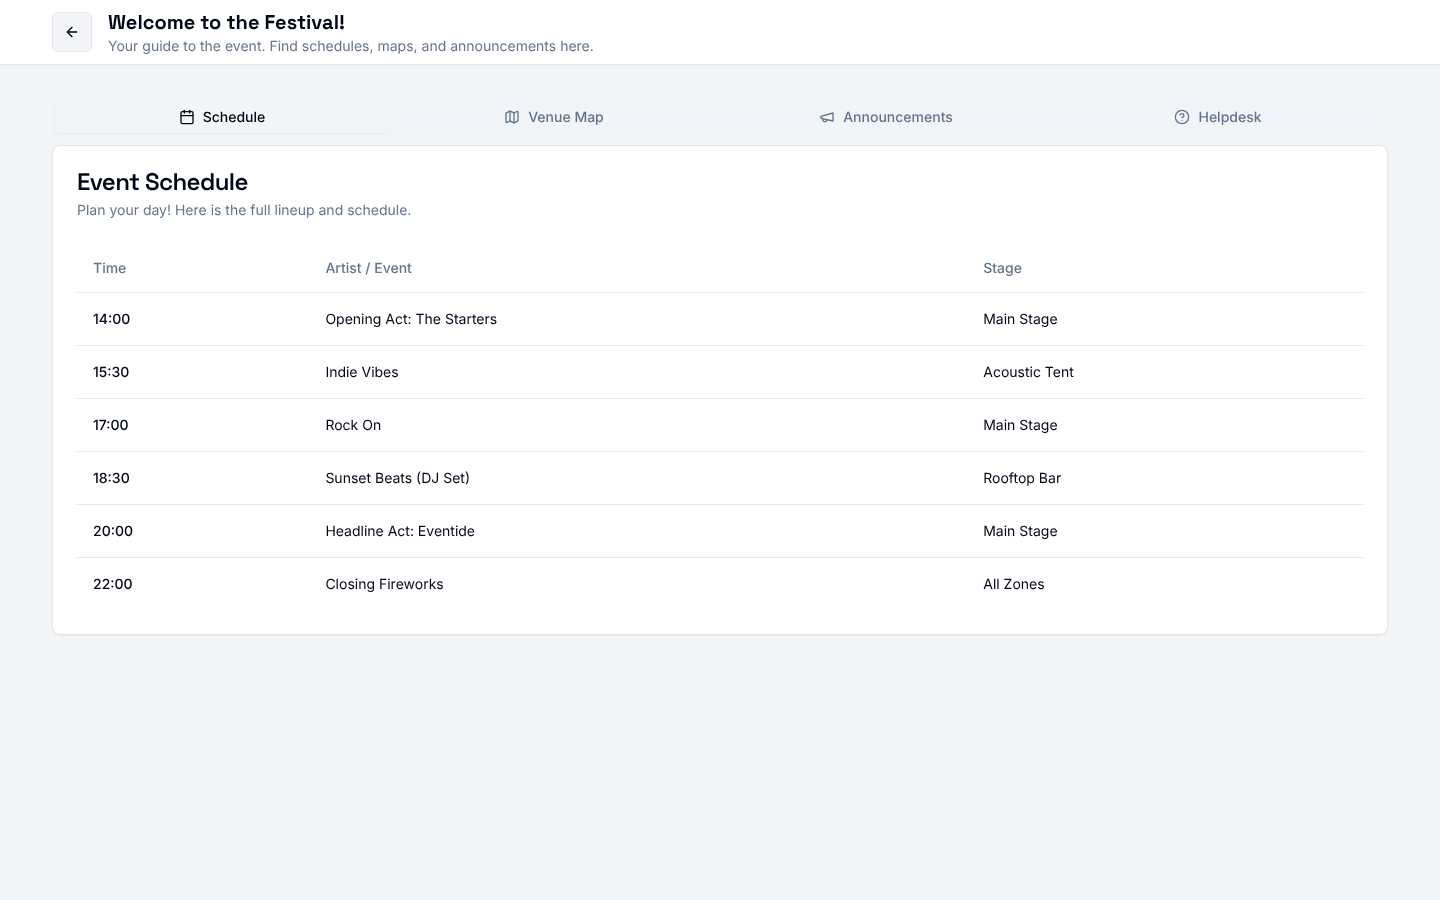 Welcome to the Festival!
Your guide to the event. Find schedules, maps, and announcements here.
Schedule
Venue Map
Announcements
Helpdesk
Event Schedule
Plan your day! Here is the full lineup and schedule.
Time Artist / Event Stage
14:00 Opening Act: The Starters Main Stage
15:30 Indie Vibes Acoustic Tent
17:00 Rock On Main Stage
18:30 Sunset Beats (DJ Set) Rooftop Bar
20:00 Headline Act: Eventide Main Stage
22:00 Closing Fireworks All Zones